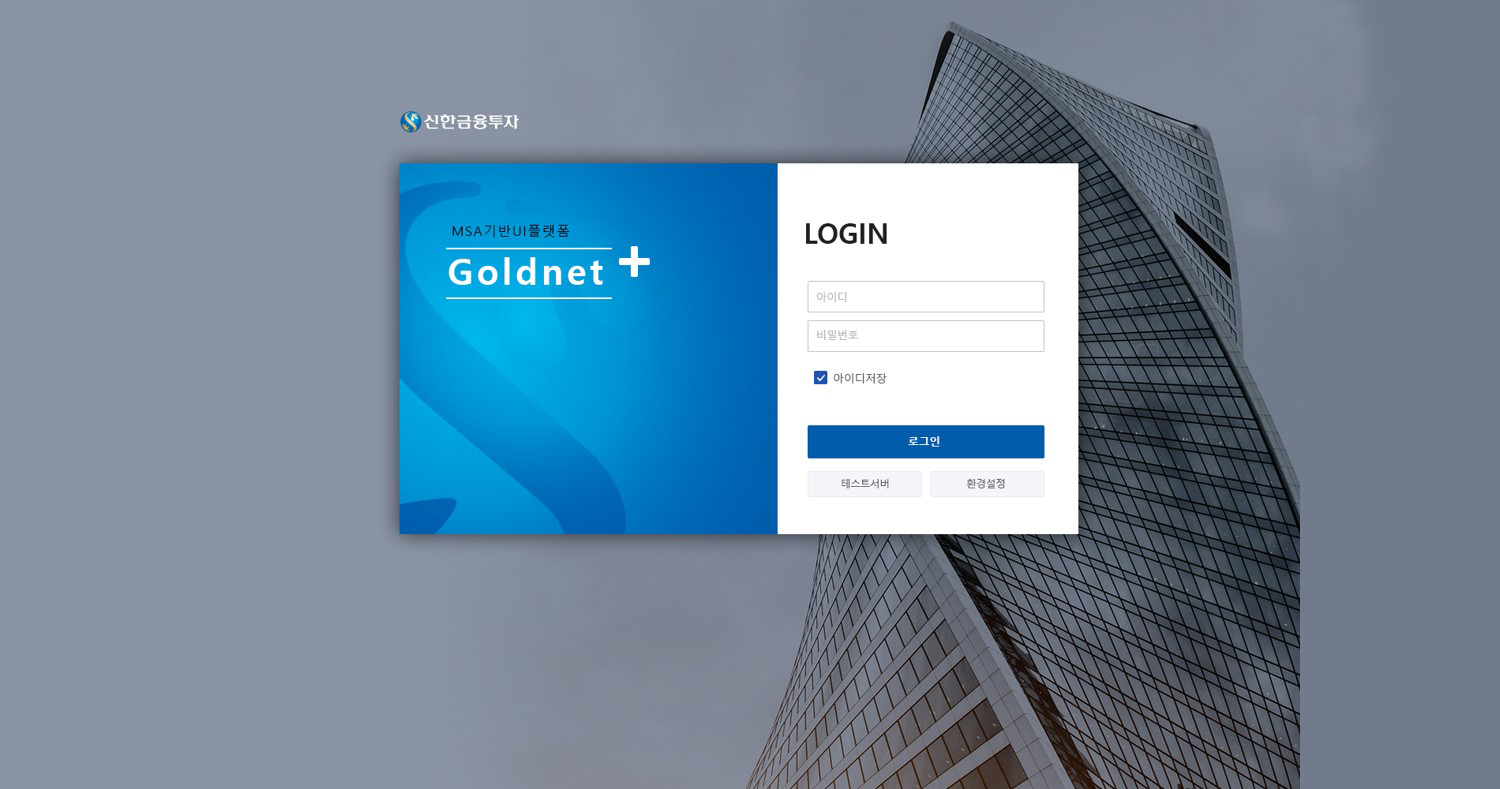 신한금융투자
MSA기반UI플랫폼
Goldnet +
LOGIN
아이디
비밀번호
아이디저장
로그인
테스트서버
환경설정